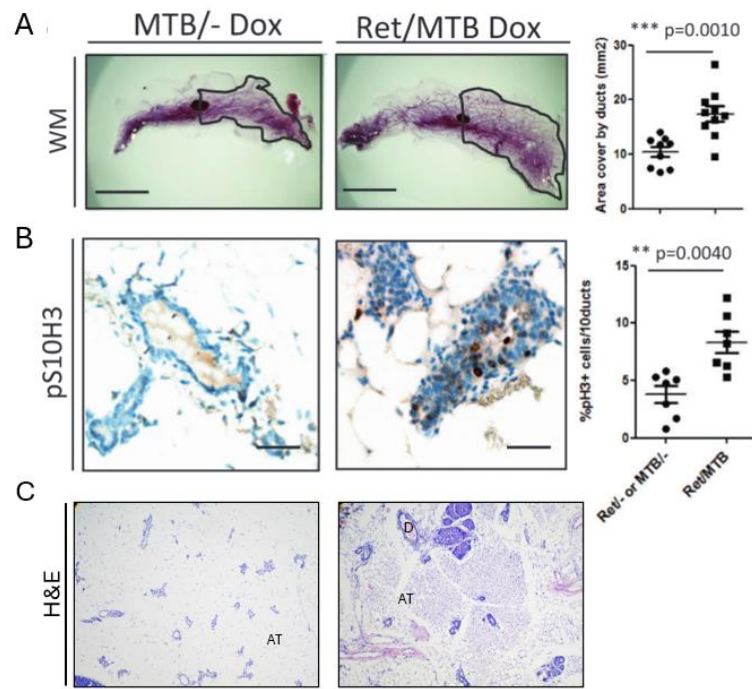 A
MTB/- Dox
Ret/MTB Dox
WM
*** p=0.0010
Area cover by ducts (mm2)
30
20
10
0
B
pS10H3
** p=0.0040
%pH3+ cells/10ducts
15
10
5
0
Ret/- or MTB/-
Ret/MTB
C
H&E
AT
D
AT